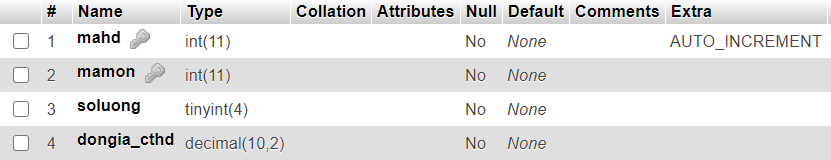 # Name Type Collation Attributes Null Default Comments Extra
1 mahd int(11) No None AUTO_INCREMENT
2 mamon int(11) No None
3 soluong tinyint(4) No None
4 dongia_cthd decimal(10,2) No None